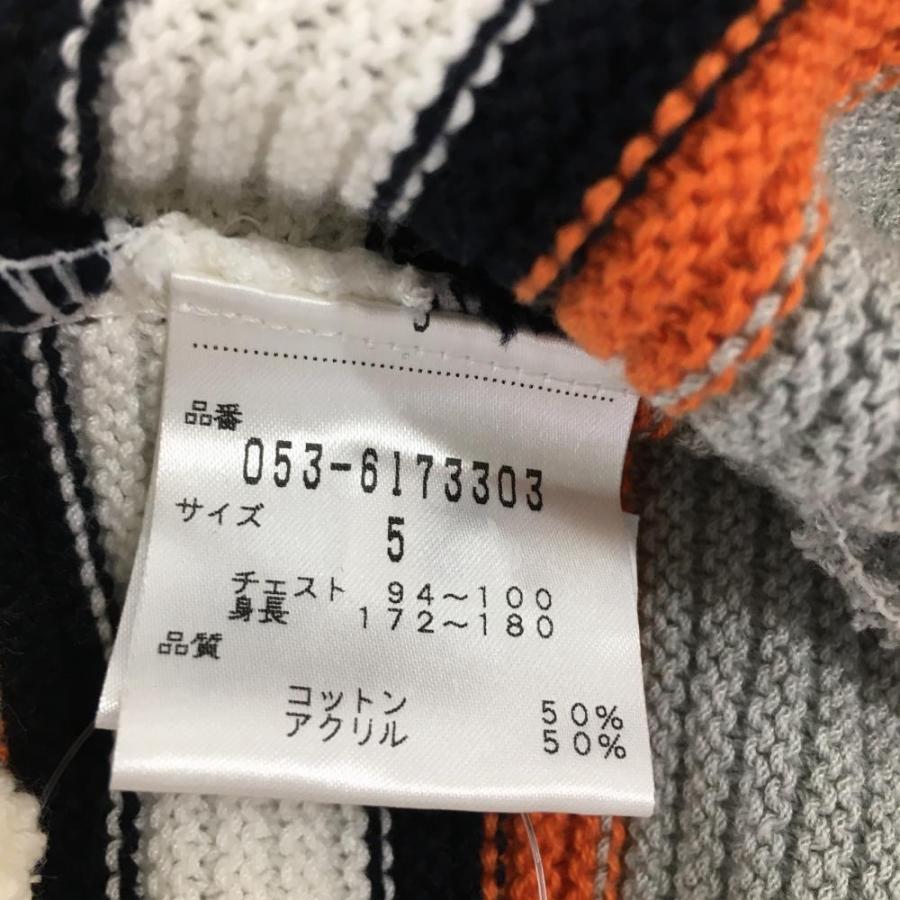 品番
053-6173303
サイズ
5
チェスト 94～100
身長 172～180
品質
コットン 50%
アクリル 50%